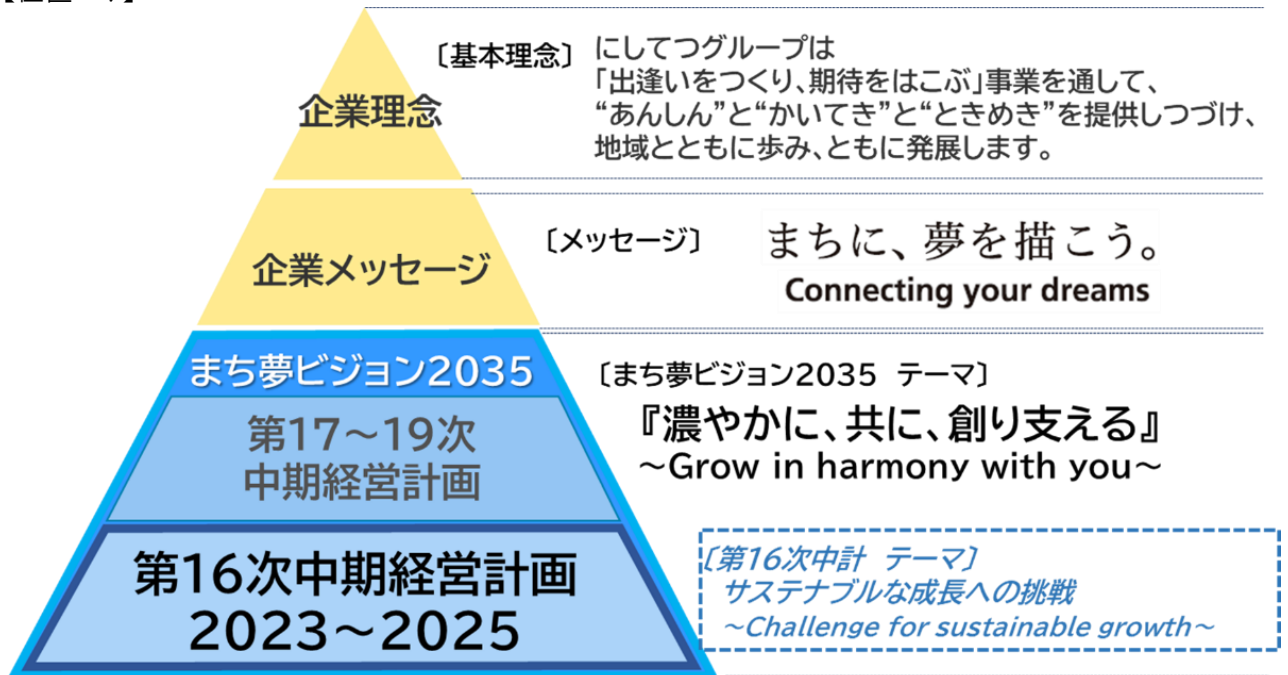 企業理念
〔基本理念〕
にしてつグループは
「出逢いをつくり、期待をはこぶ」事業を通して、
“あんしん”と“かいてき”と“ときめき”を提供しつづけ、
地域とともに歩み、ともに発展します。
企業メッセージ
〔メッセージ〕
まちに、夢を描こう。
Connecting your dreams
まち夢ビジョン2035
〔まち夢ビジョン2035 テーマ〕
『濃やかに、共に、創り支える』
～Grow in harmony with you～
第17～19次
中期経営計画
第16次中期経営計画
2023～2025
〔第16次中計 テーマ〕
サステナブルな成長への挑戦
～Challenge for sustainable growth～